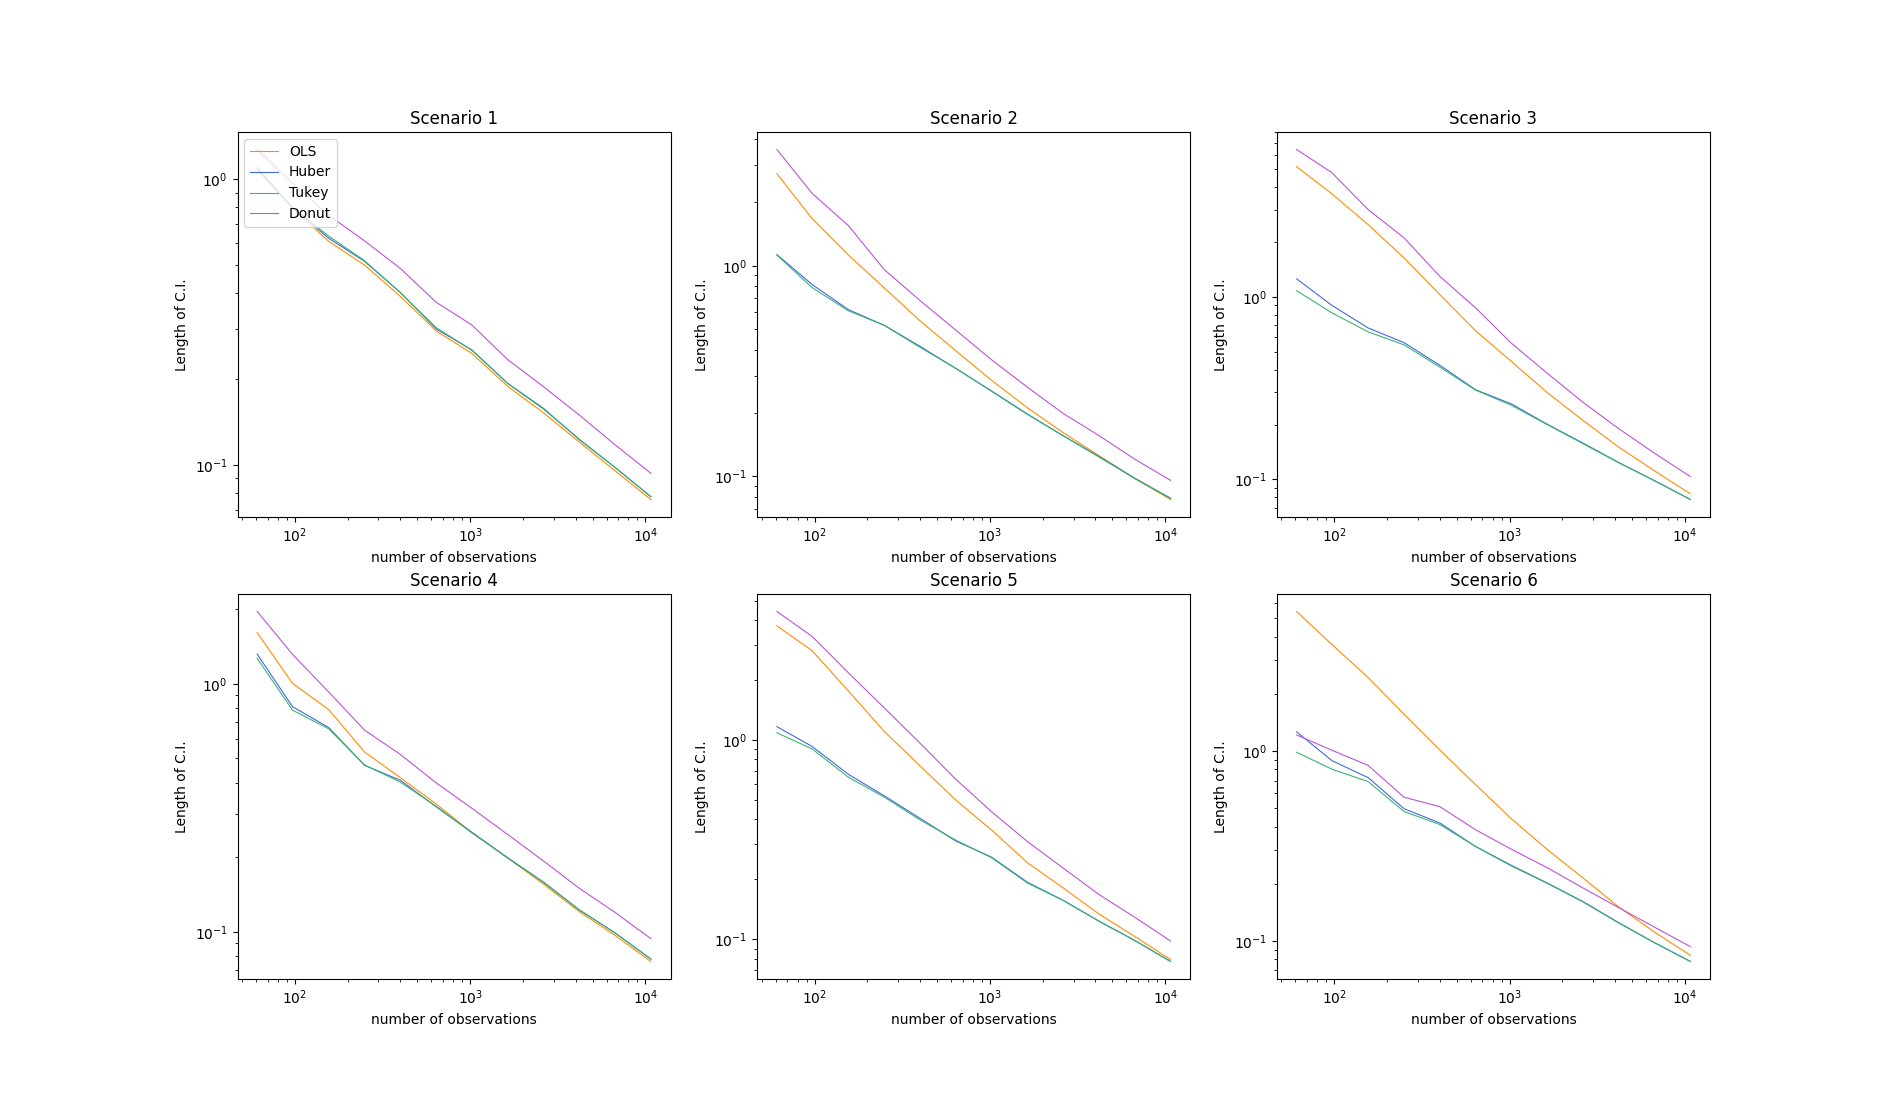 Scenario 1
Scenario 2
Scenario 3
OLS
Huber
Tukey
Donut
10⁰
10⁻¹
10²
10³
10⁴
Length of C.I.
number of observations
10⁰
10⁻¹
10²
10³
10⁴
Length of C.I.
number of observations
10⁰
10⁻¹
10²
10³
10⁴
Length of C.I.
number of observations
Scenario 4
Scenario 5
Scenario 6
10⁰
10⁻¹
10²
10³
10⁴
Length of C.I.
number of observations
10⁰
10⁻¹
10²
10³
10⁴
Length of C.I.
number of observations
10⁰
10⁻¹
10²
10³
10⁴
Length of C.I.
number of observations